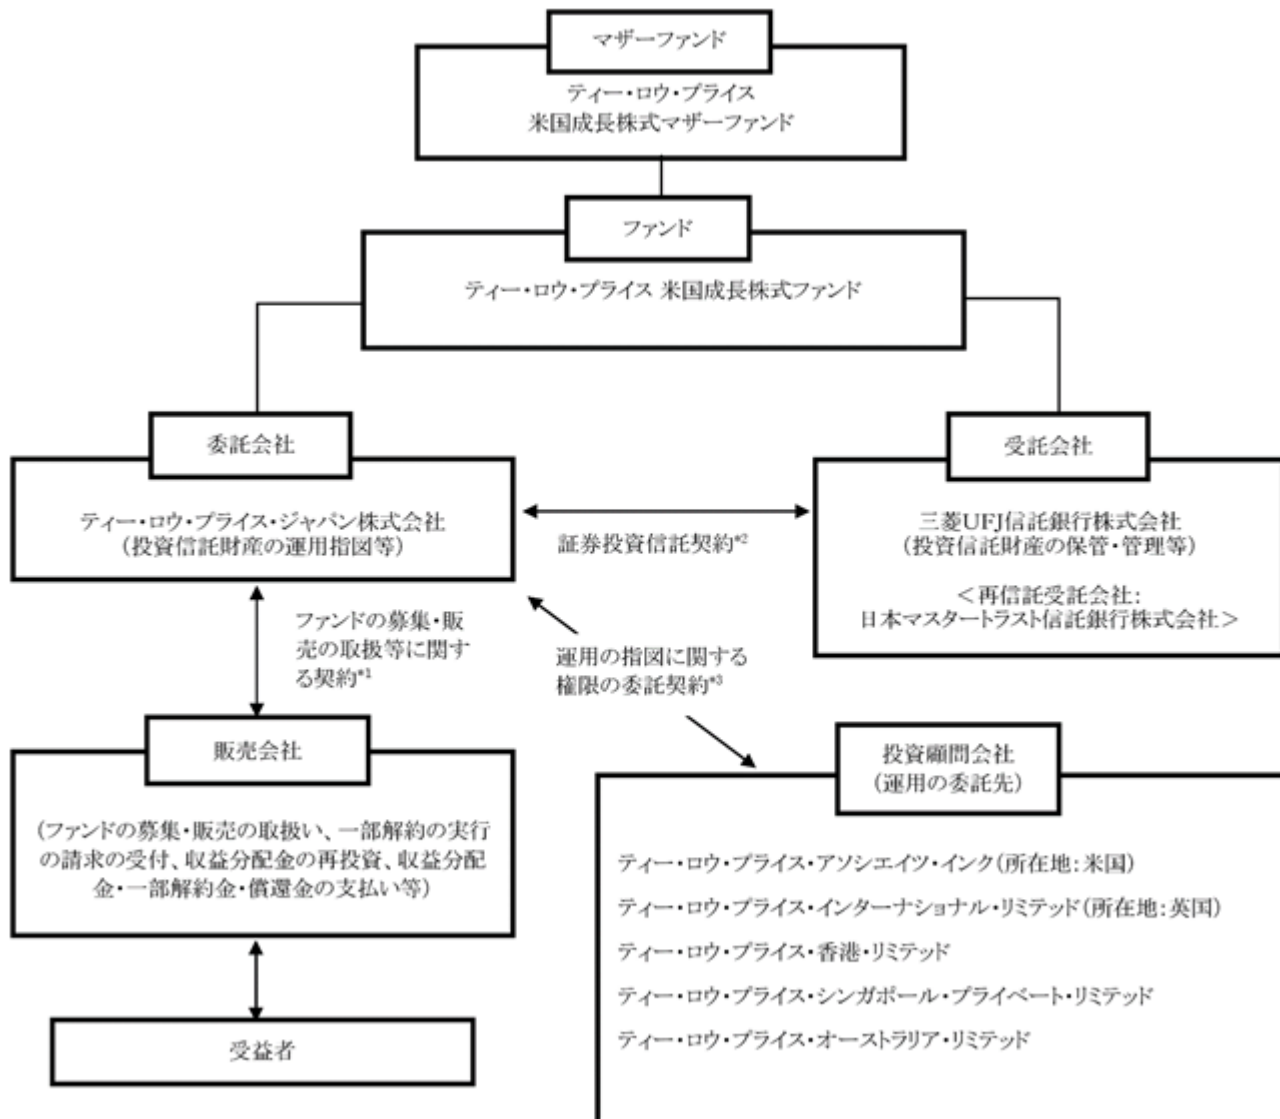 マザーファンド
ティー・ロウ・プライス
米国成長株式マザーファンド
ファンド
ティー・ロウ・プライス 米国成長株式ファンド
委託会社
ティー・ロウ・プライス・ジャパン株式会社
(投資信託財産の運用指図等)
証券投資信託契約*2
受託会社
三菱UFJ信託銀行株式会社
(投資信託財産の保管・管理等)
<再信託受託会社:
日本マスタートラスト信託銀行株式会社>
ファンドの募集・販
売の取扱等に関す
る契約*1
運用の指図に関する
権限の委託契約*3
販売会社
(ファンドの募集・販売の取扱い、一部解約の実行
の請求の受付、収益分配金の再投資、収益分配
金・一部解約金・償還金の支払い等)
受益者
投資顧問会社
(運用の委託先)
ティー・ロウ・プライス・アソシエイツ・インク(所在地:米国)
ティー・ロウ・プライス・インターナショナル・リミテッド(所在地:英国)
ティー・ロウ・プライス・香港・リミテッド
ティー・ロウ・プライス・シンガポール・プライベート・リミテッド
ティー・ロウ・プライス・オーストラリア・リミテッド